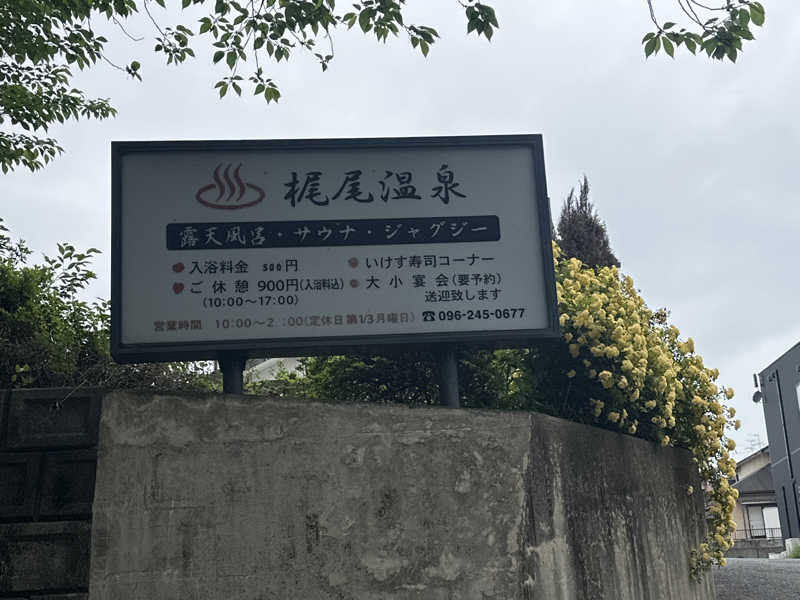 梶尾温泉
露天風呂・サウナ・ジャグジー
入浴料金 500円
ご休憩 900円(入浴料込)
(10:00〜17:00)
いけす寿司コーナー
大小宴会(要予約)
送迎致します
営業時間 10:00〜2 :00(定休日第1/3月曜日) ☎096-245-0677